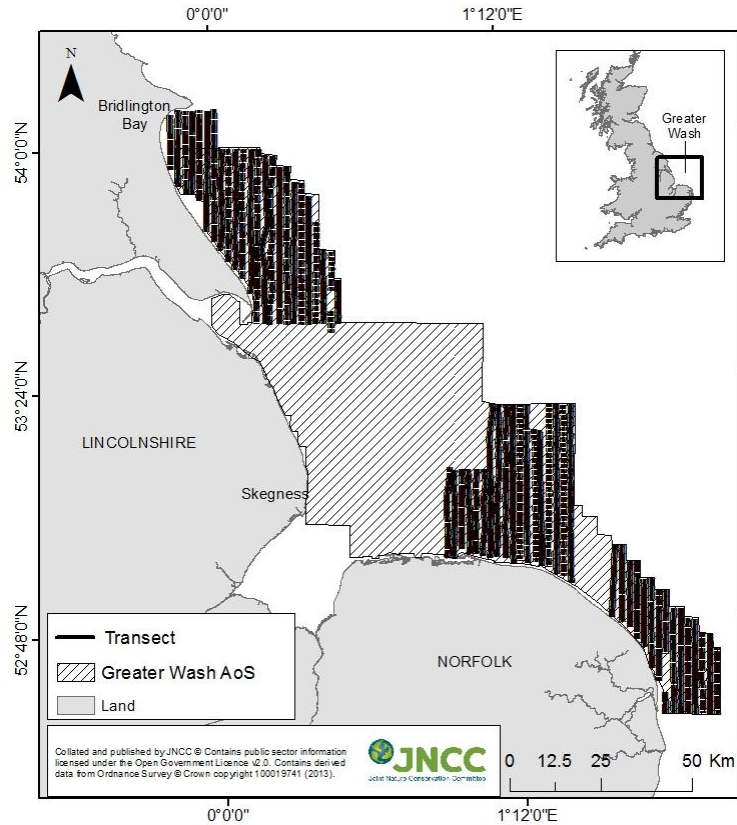 0°0'0"
1°12'0"E
N
Bridlington
Bay
Greater
Wash
54°0'0"N
53°24'0"N
LINCOLNSHIRE
Skegness
52°48'0"N
Transect
Greater Wash AoS
Land
NORFOLK
Collated and published by JNCC © Contains public sector information
licensed under the Open Government Licence v2.0. Contains derived
data from Ordnance Survey © Crown copyright 100019741 (2013).
JNCC
Joint Nature Conservation Committee
0 12.5 25 50 Km
0°0'0"
1°12'0"E